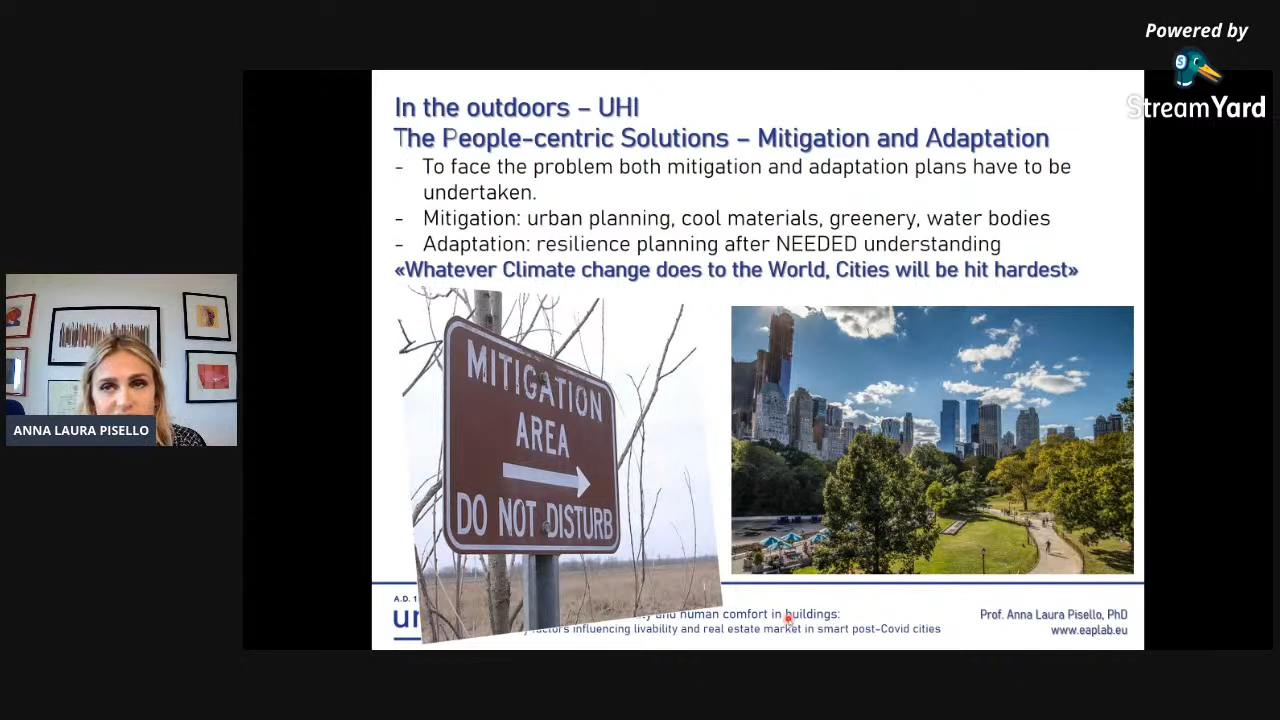 Powered by
StreamYard
In the outdoors – UHI
The People-centric Solutions – Mitigation and Adaptation
- To face the problem both mitigation and adaptation plans have to be
undertaken.
- Mitigation: urban planning, cool materials, greenery, water bodies
- Adaptation: resilience planning after NEEDED understanding
«Whatever Climate change does to the World, Cities will be hit hardest»
MITIGATION
AREA
DO NOT DISTURB
ANNA LAURA PISELLO
A.D. 1
and human comfort in buildings:
factors influencing livability and real estate market in smart post-Covid cities
Prof. Anna Laura Pisello, PhD
www.eaplab.eu